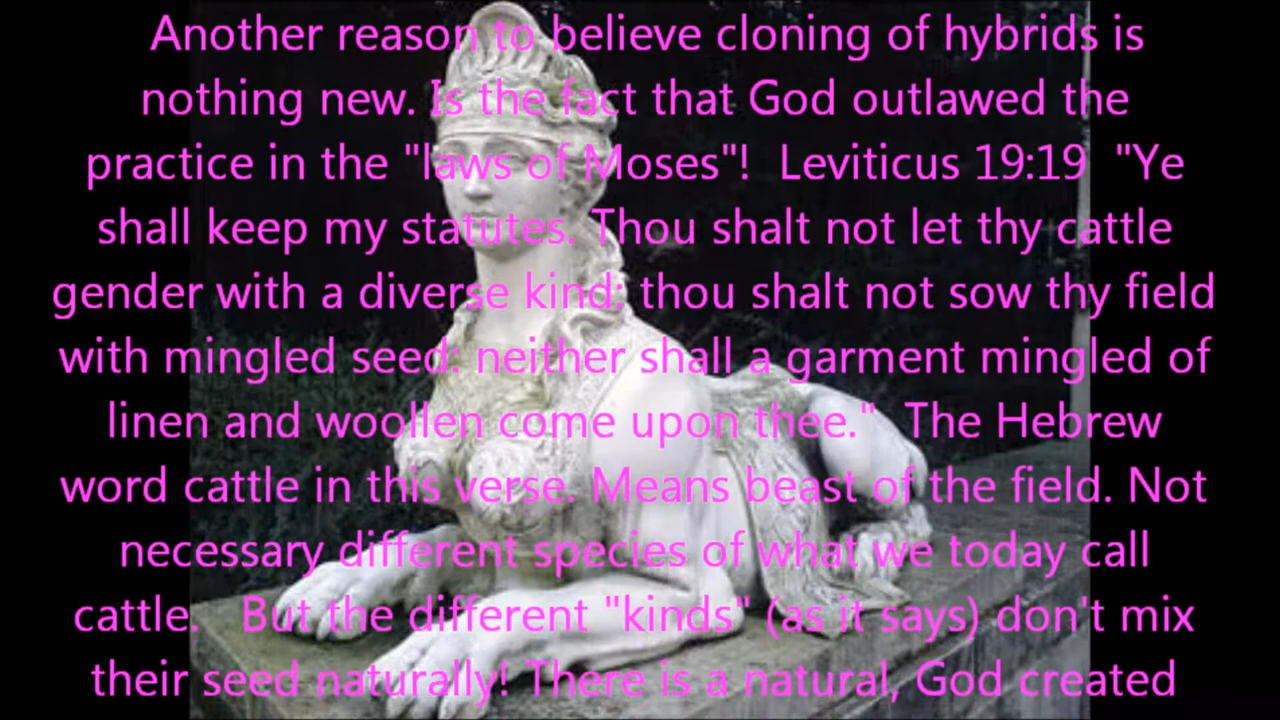 Another reason to believe cloning of hybrids is
nothing new. Is the fact that God outlawed the
practice in the "laws of Moses"!  Leviticus 19:19  "Ye
shall keep my statutes. Thou shalt not let thy cattle
gender with a diverse kind: thou shalt not sow thy field
with mingled seed: neither shall a garment mingled of
linen and woollen come upon thee."  The Hebrew
word cattle in this verse. Means beast of the field. Not
necessary different species of what we today call
cattle.   But the different "kinds" (as it says) don't mix
their seed naturally! There is a natural, God created